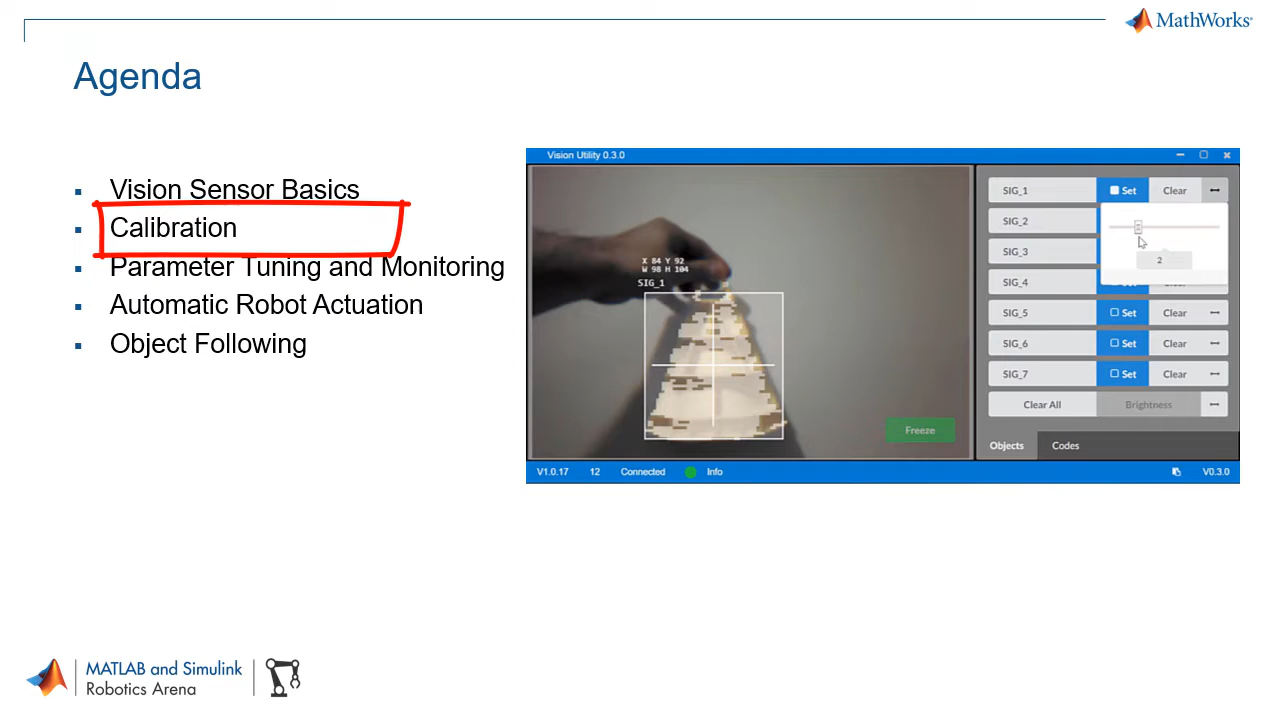 MathWorks®
Agenda
▪ Vision Sensor Basics
▪ Calibration
▪ Parameter Tuning and Monitoring
▪ Automatic Robot Actuation
▪ Object Following
Vision Utility 0.3.0
X 84 Y 92
W 98 H 104
SIG_1
Freeze
SIG_1 Set Clear
SIG_2
2
SIG_3
SIG_4
SIG_5 Set Clear
SIG_6 Set Clear
SIG_7 Set Clear
Clear All Brightness
Objects Codes
V1.0.17 12 Connected Info V0.3.0
MATLAB and Simulink
Robotics Arena